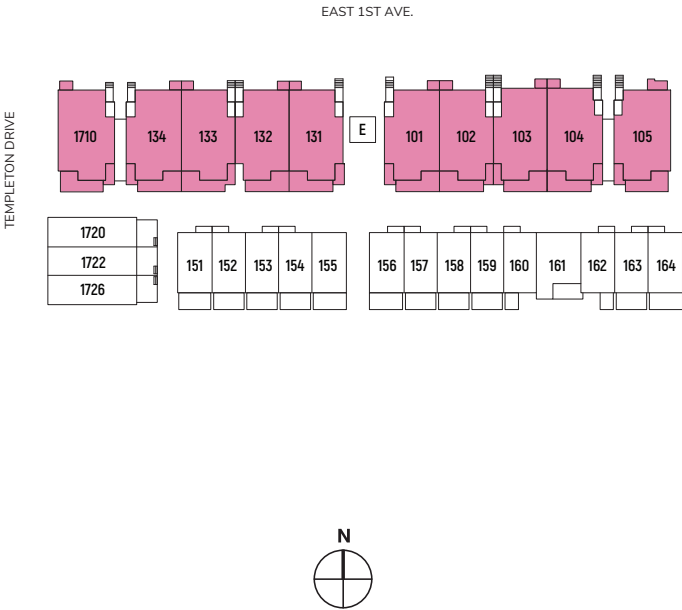 EAST 1ST AVE.
TEMPLETON DRIVE
1710 134 133 132 131 E 101 102 103 104 105
1720
1722
1726
151 152 153 154 155 156 157 158 159 160 161 162 163 164
N